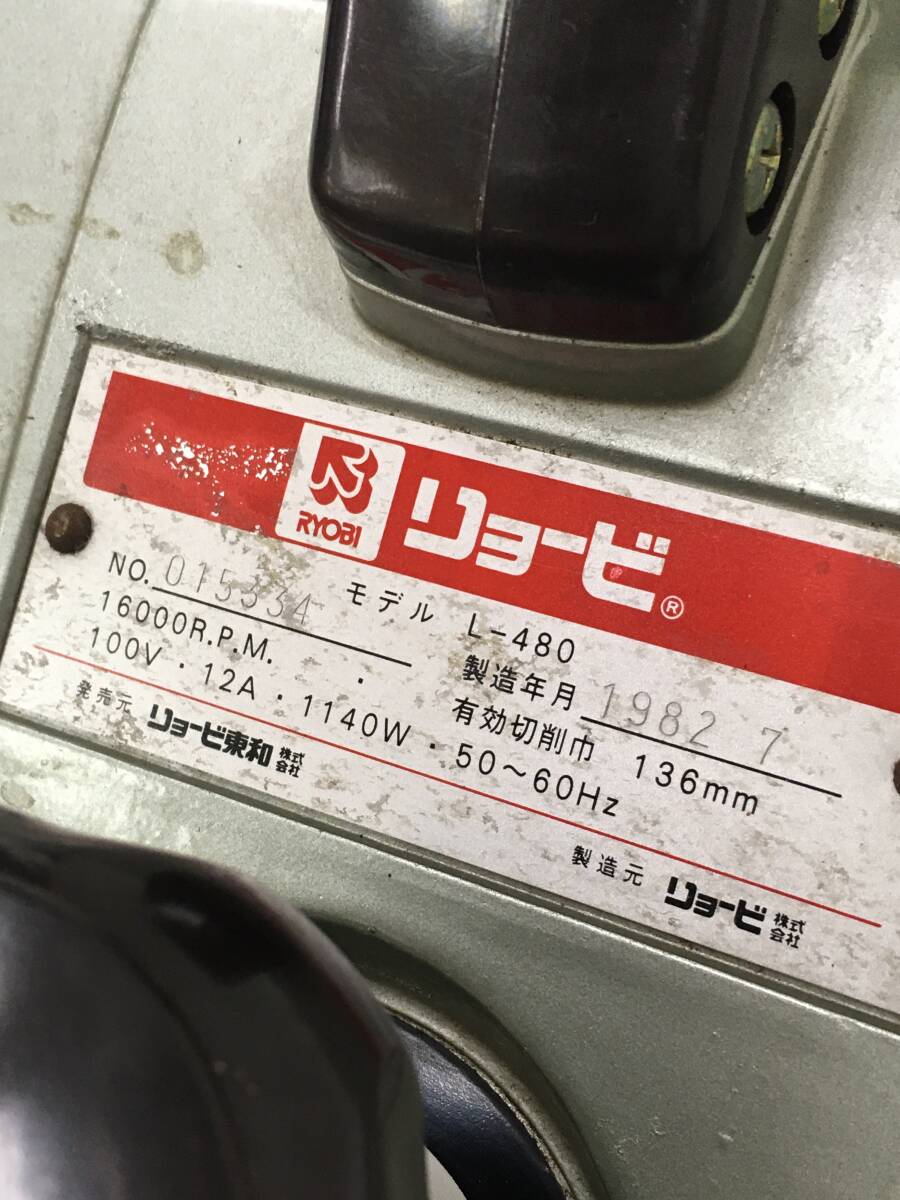 RYOBI
リョービ®
NO. 015334 モデル L-480
16000R.P.M. 製造年月 1982 7
100V・12A・1140W・50～60Hz
有効切削巾 136mm
発売元 リョービ東和株式会社
製造元 リョービ株式会社